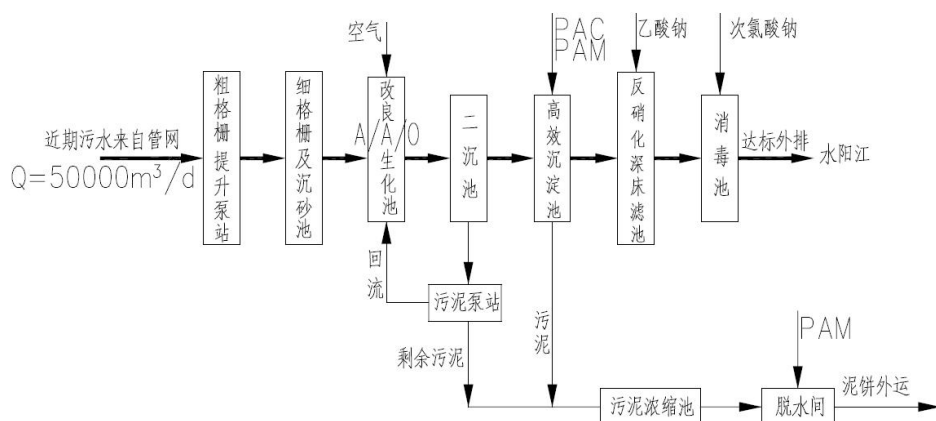 空气
PAC
PAM
乙酸钠
次氯酸钠
近期污水来自管网
Q=50000m³/d
粗格栅提升泵站
细格栅及沉砂池
改良A/A/O生化池
二沉池
高效沉淀池
反硝化深床滤池
消毒池
达标外排
水阳江
回流
污泥泵站
剩余污泥
污泥
PAM
污泥浓缩池
脱水间
泥饼外运